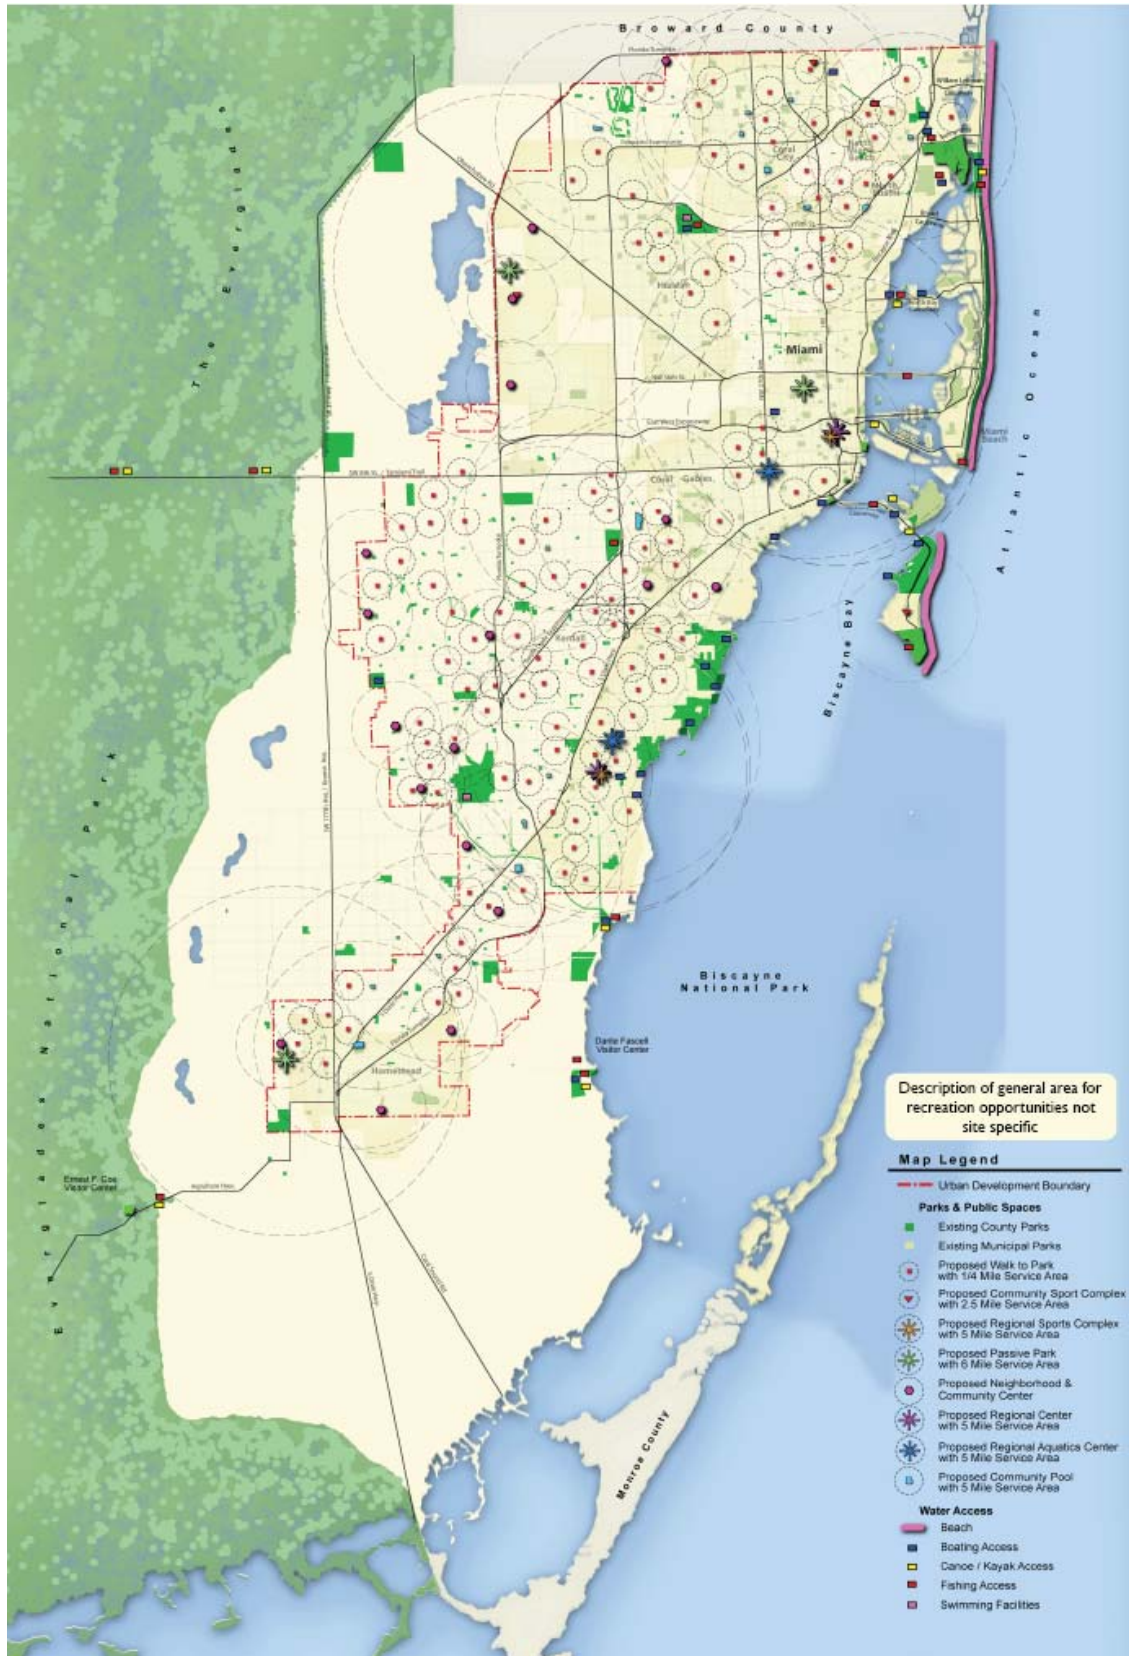 Broward County
The Everglades
Miami
Coral Gables
Miami
Beach
Kendall
Atlantic Ocean
Biscayne Bay
Everglades National Park
Biscayne
National Park
Dante Fascell
Visitor Center
Homestead
Ernest F. Coe
Visitor Center
Monroe County
Description of general area for
recreation opportunities not
site specific
Map Legend
Urban Development Boundary
Parks & Public Spaces
Existing County Parks
Existing Municipal Parks
Proposed Walk to Park
with 1/4 Mile Service Area
Proposed Community Sport Complex
with 2.5 Mile Service Area
Proposed Regional Sports Complex
with 5 Mile Service Area
Proposed Passive Park
with 6 Mile Service Area
Proposed Neighborhood &
Community Center
Proposed Regional Center
with 5 Mile Service Area
Proposed Regional Aquatics Center
with 5 Mile Service Area
Proposed Community Pool
with 5 Mile Service Area
Water Access
Beach
Boating Access
Canoe / Kayak Access
Fishing Access
Swimming Facilities